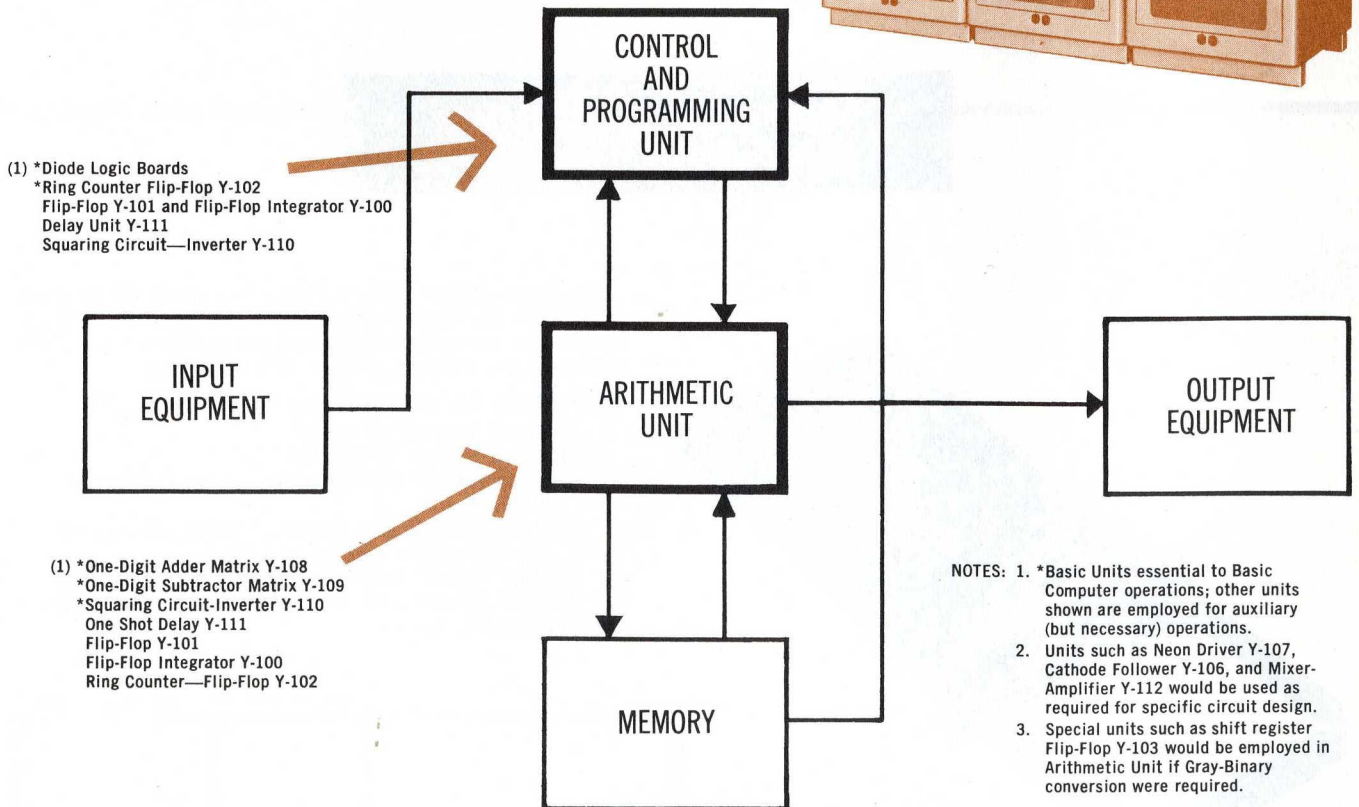 CONTROL
AND
PROGRAMMING
UNIT
(1) *Diode Logic Boards
*Ring Counter Flip-Flop Y-102
Flip-Flop Y-101 and Flip-Flop Integrator Y-100
Delay Unit Y-111
Squaring Circuit—Inverter Y-110
INPUT
EQUIPMENT
ARITHMETIC
UNIT
OUTPUT
EQUIPMENT
(1) *One-Digit Adder Matrix Y-108
*One-Digit Subtractor Matrix Y-109
*Squaring Circuit-Inverter Y-110
One Shot Delay Y-111
Flip-Flop Y-101
Flip-Flop Integrator Y-100
Ring Counter—Flip-Flop Y-102
MEMORY
NOTES: 1. *Basic Units essential to Basic
Computer operations; other units
shown are employed for auxiliary
(but necessary) operations.
2. Units such as Neon Driver Y-107,
Cathode Follower Y-106, and Mixer-
Amplifier Y-112 would be used as
required for specific circuit design.
3. Special units such as shift register
Flip-Flop Y-103 would be employed in
Arithmetic Unit if Gray-Binary
conversion were required.